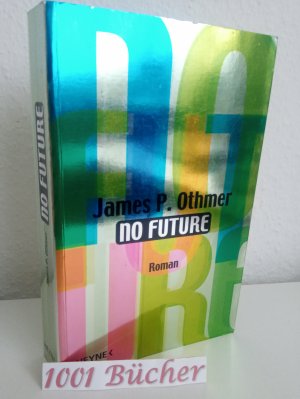 James P. Othmer
NO FUTURE
Roman
HEYNE <
NO FUTURE
1001 Bücher